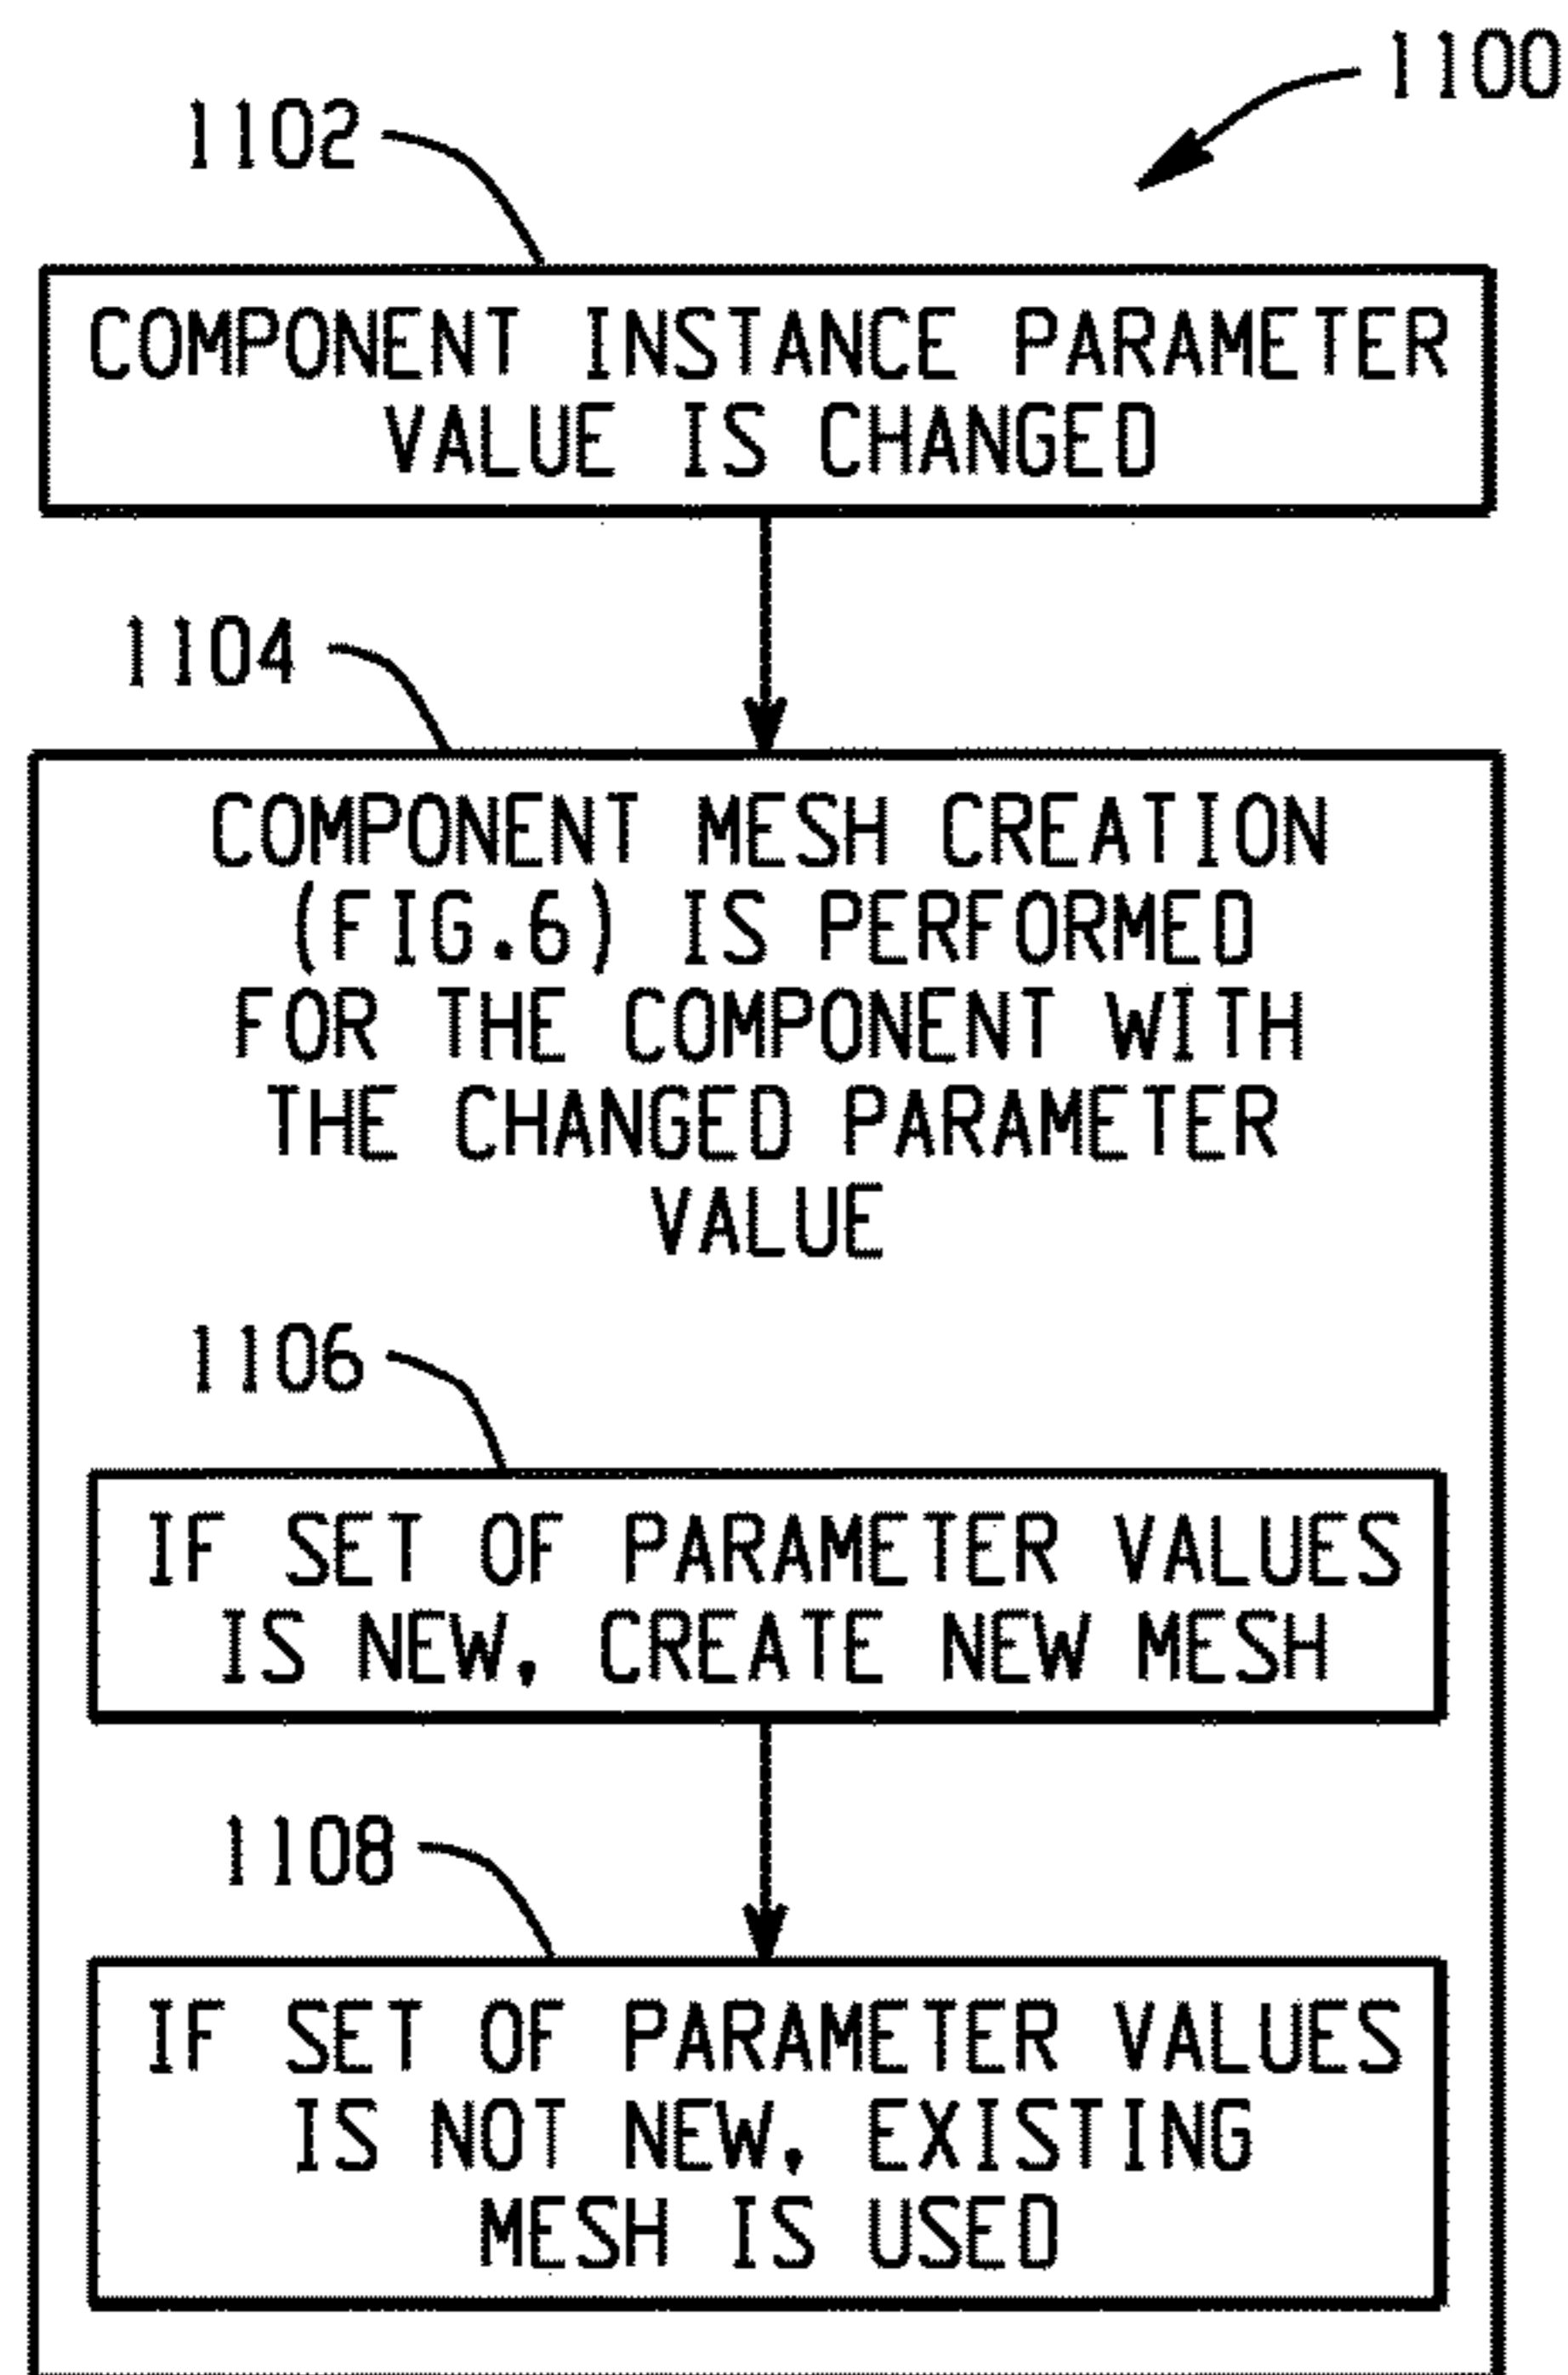 1100
1102
COMPONENT INSTANCE PARAMETER
VALUE IS CHANGED
1104
COMPONENT MESH CREATION
(FIG.6) IS PERFORMED
FOR THE COMPONENT WITH
THE CHANGED PARAMETER
VALUE
1106
IF SET OF PARAMETER VALUES
IS NEW, CREATE NEW MESH
1108
IF SET OF PARAMETER VALUES
IS NOT NEW, EXISTING
MESH IS USED